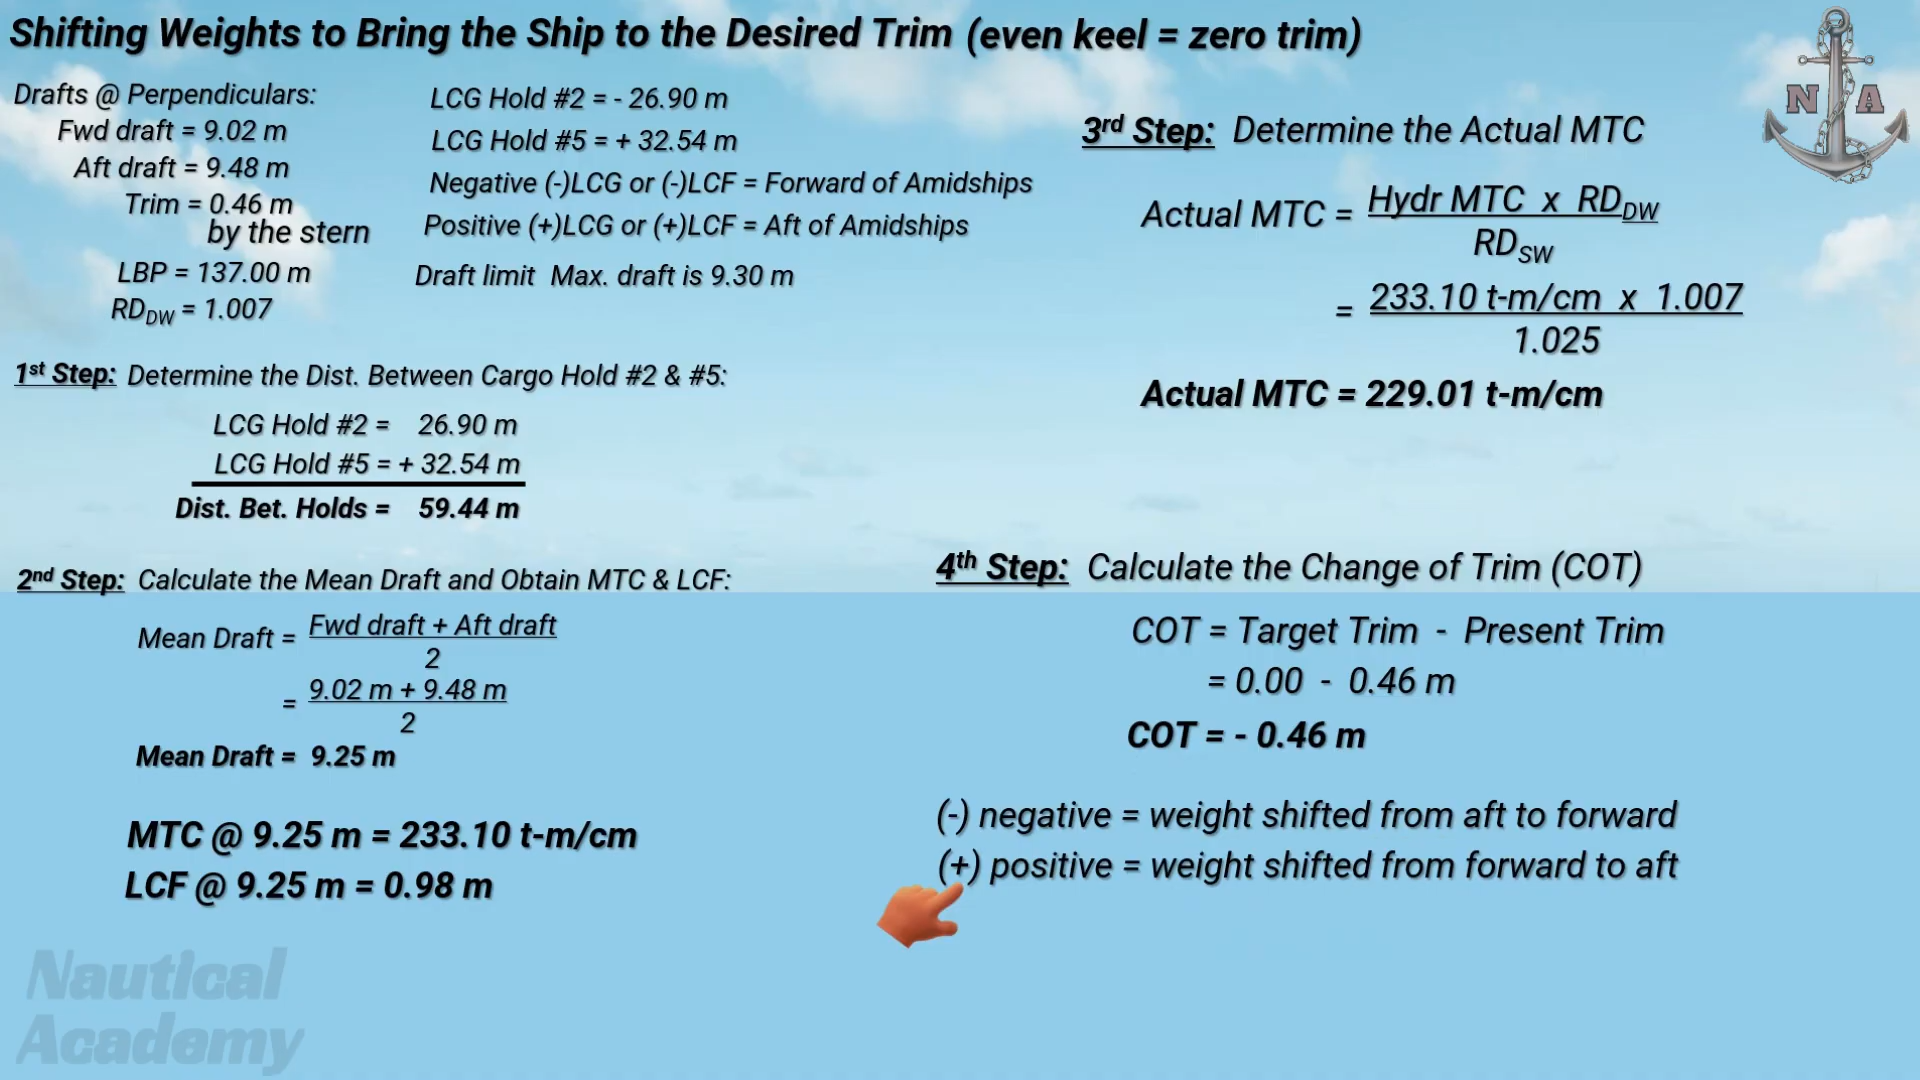 Shifting Weights to Bring the Ship to the Desired Trim (even keel = zero trim)
N A
Drafts @ Perpendiculars:
Fwd draft = 9.02 m
Aft draft = 9.48 m
Trim = 0.46 m
by the stern
LBP = 137.00 m
RD_DW = 1.007
LCG Hold #2 = - 26.90 m
LCG Hold #5 = + 32.54 m
Negative (-)LCG or (-)LCF = Forward of Amidships
Positive (+)LCG or (+)LCF = Aft of Amidships
Draft limit Max. draft is 9.30 m
1st Step: Determine the Dist. Between Cargo Hold #2 & #5:
LCG Hold #2 = 26.90 m
LCG Hold #5 = + 32.54 m
Dist. Bet. Holds = 59.44 m
2nd Step: Calculate the Mean Draft and Obtain MTC & LCF:
Mean Draft = Fwd draft + Aft draft
2
= 9.02 m + 9.48 m
2
Mean Draft = 9.25 m
MTC @ 9.25 m = 233.10 t-m/cm
LCF @ 9.25 m = 0.98 m
3rd Step: Determine the Actual MTC
Actual MTC = Hydr MTC x RD_DW
RD_SW
= 233.10 t-m/cm x 1.007
1.025
Actual MTC = 229.01 t-m/cm
4th Step: Calculate the Change of Trim (COT)
COT = Target Trim - Present Trim
= 0.00 - 0.46 m
COT = - 0.46 m
(-) negative = weight shifted from aft to forward
(+) positive = weight shifted from forward to aft
Nautical
Academy